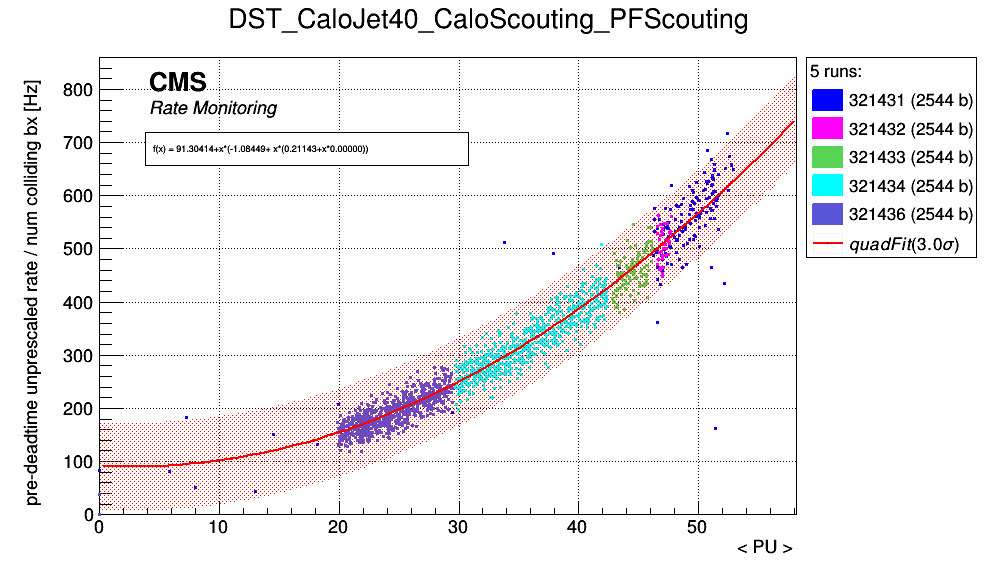 DST_CaloJet40_CaloScouting_PFScouting
pre-deadtime unprescaled rate / num colliding bx [Hz]
CMS
Rate Monitoring
f(x) = 91.30414+x*(-1.08449+ x*(0.21143+x*0.00000))
800
700
600
500
400
300
200
100
0
0 10 20 30 40 50
< PU >
5 runs:
321431 (2544 b)
321432 (2544 b)
321433 (2544 b)
321434 (2544 b)
321436 (2544 b)
quadFit(3.0σ)